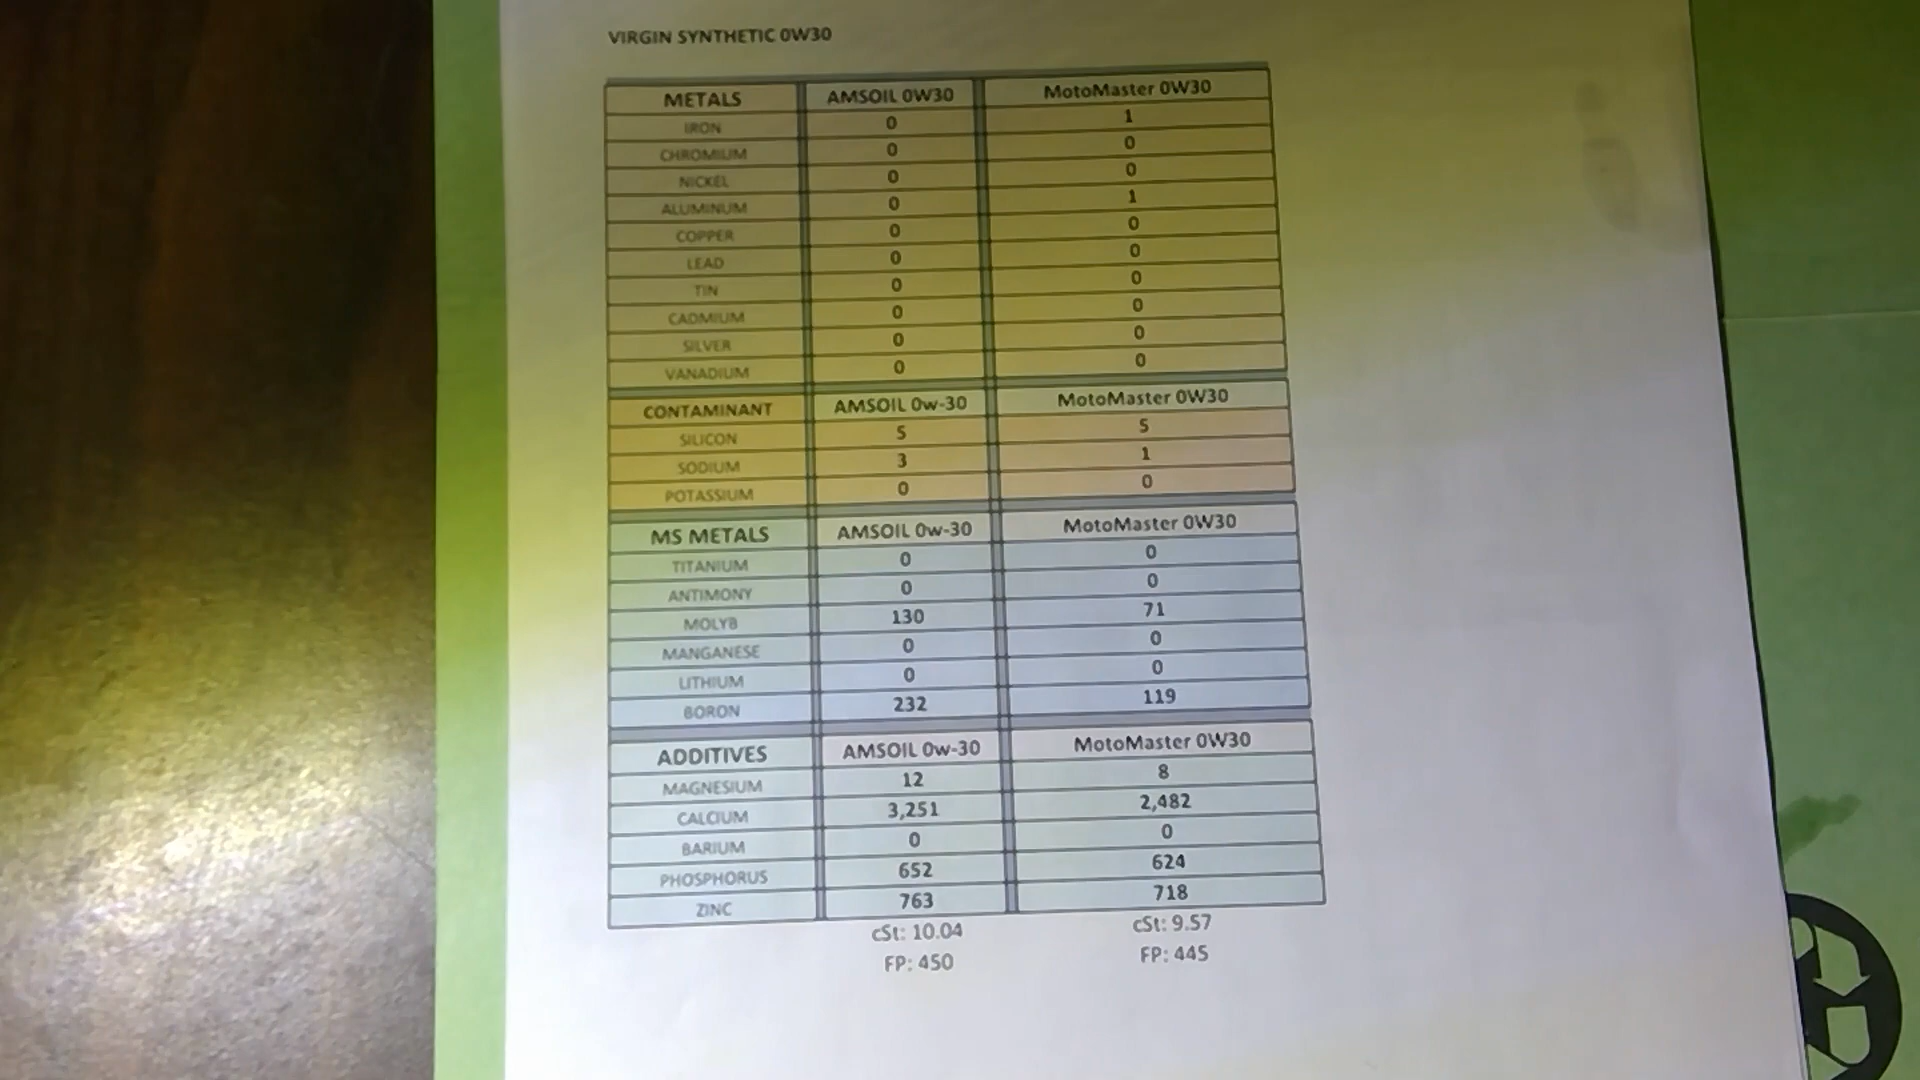 VIRGIN SYNTHETIC 0W30
METALS AMSOIL 0W30 MotoMaster 0W30
IRON 0 1
CHROMIUM 0 0
NICKEL 0 0
ALUMINUM 0 1
COPPER 0 0
LEAD 0 0
TIN 0 0
CADMIUM 0 0
SILVER 0 0
VANADIUM 0 0
CONTAMINANT AMSOIL 0w-30 MotoMaster 0W30
SILICON 5 5
SODIUM 3 1
POTASSIUM 0 0
MS METALS AMSOIL 0w-30 MotoMaster 0W30
TITANIUM 0 0
ANTIMONY 0 0
MOLYB 130 71
MANGANESE 0 0
LITHIUM 0 0
BORON 232 119
ADDITIVES AMSOIL 0w-30 MotoMaster 0W30
MAGNESIUM 12 8
CALCIUM 3,251 2,482
BARIUM 0 0
PHOSPHORUS 652 624
ZINC 763 718
cSt: 10.04 cSt: 9.57
FP: 450 FP: 445